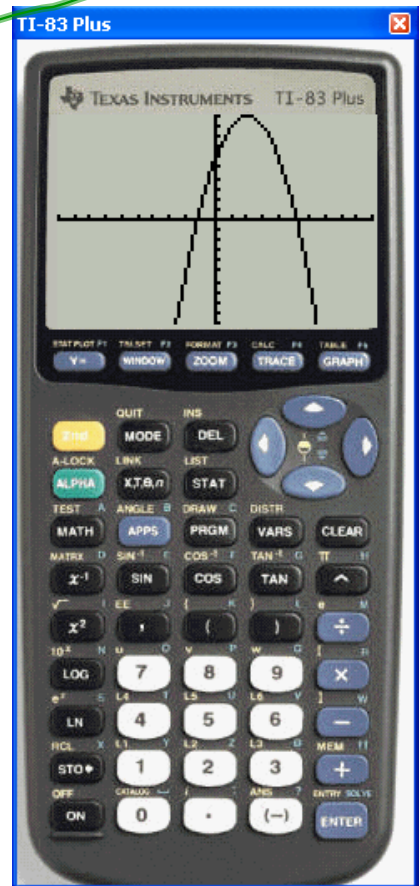 TI-83 Plus
TEXAS INSTRUMENTS TI-83 Plus
STAT PLOT F1 TBLSET F2 FORMAT F3 CALC F4 TABLE F5
Y= WINDOW ZOOM TRACE GRAPH
QUIT INS
2nd MODE DEL
A-LOCK LINK LIST
ALPHA X,T,θ,n STAT
TEST A ANGLE B DRAW C DISTR
MATH APPS PRGM VARS CLEAR
MATRX D SIN⁻¹ E COS⁻¹ F TAN⁻¹ G π H
x⁻¹ SIN COS TAN ^
√ I EE J { K } L e M
x² , ( ) ÷
10ˣ N u O v P w Q [ R
LOG 7 8 9 ×
eˣ S L4 T L5 U L6 V ] W
LN 4 5 6 −
RCL X L1 Y L2 Z L3 θ MEM "
STO➧ 1 2 3 +
OFF CATALOG i : ANS ? ENTRY SOLVE
ON 0 . (−) ENTER